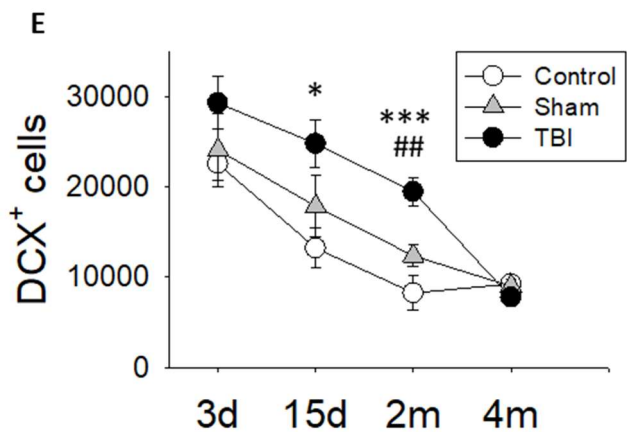 E
Control
Sham
TBI
DCX⁺ cells
30000
20000
10000
0
*
***
##
3d 15d 2m 4m